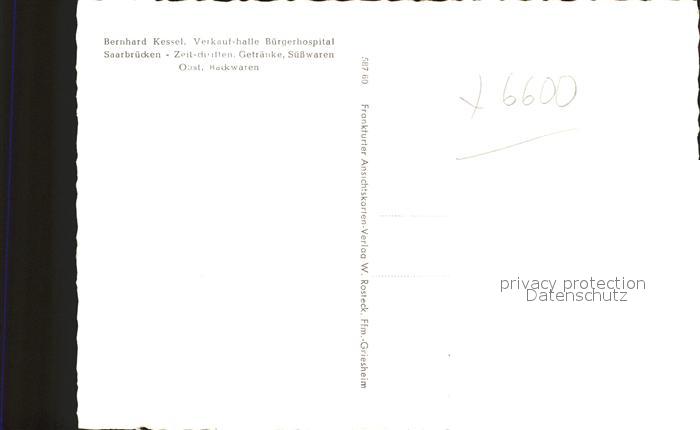 Bernhard Kessel, Verkaufshalle Bürgerhospital
Saarbrücken - Zeitschriften, Getränke, Süßwaren
Obst, Backwaren
587/60 Frankfurter Ansichtskarten-Verlag W. Rosteck, Ffm.-Griesheim
6600
privacy protection
Datenschutz